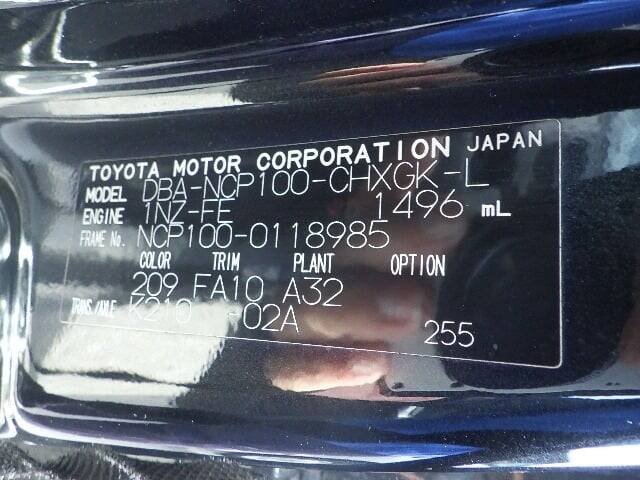 TOYOTA MOTOR CORPORATION JAPAN
MODEL DBA-NCP100-CHXGK-L
ENGINE 1NZ-FE 1496 mL
FRAME No. NCP100-0118985
COLOR TRIM PLANT OPTION
209 FA10 A32
TRANS./AXLE K210 -02A 255